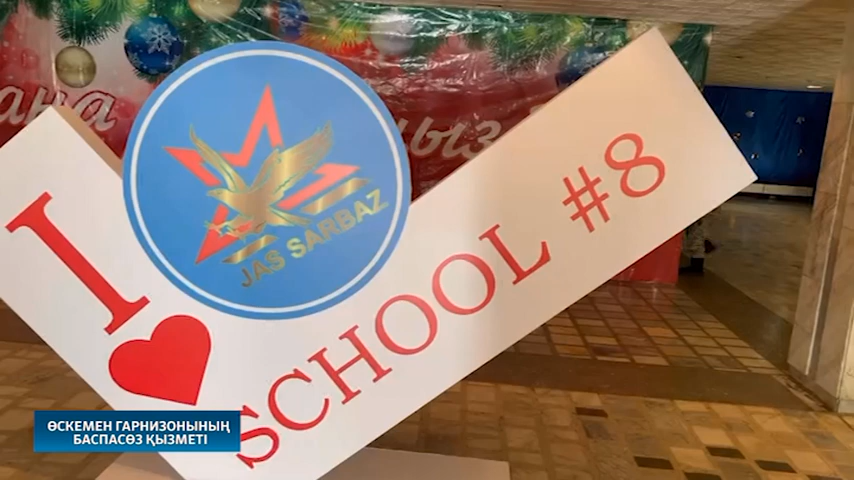 JAS SARBAZ
I
SCHOOL #8
ӨСКЕМЕН ГАРНИЗОНЫНЫҢ
БАСПАСӨЗ ҚЫЗМЕТІ